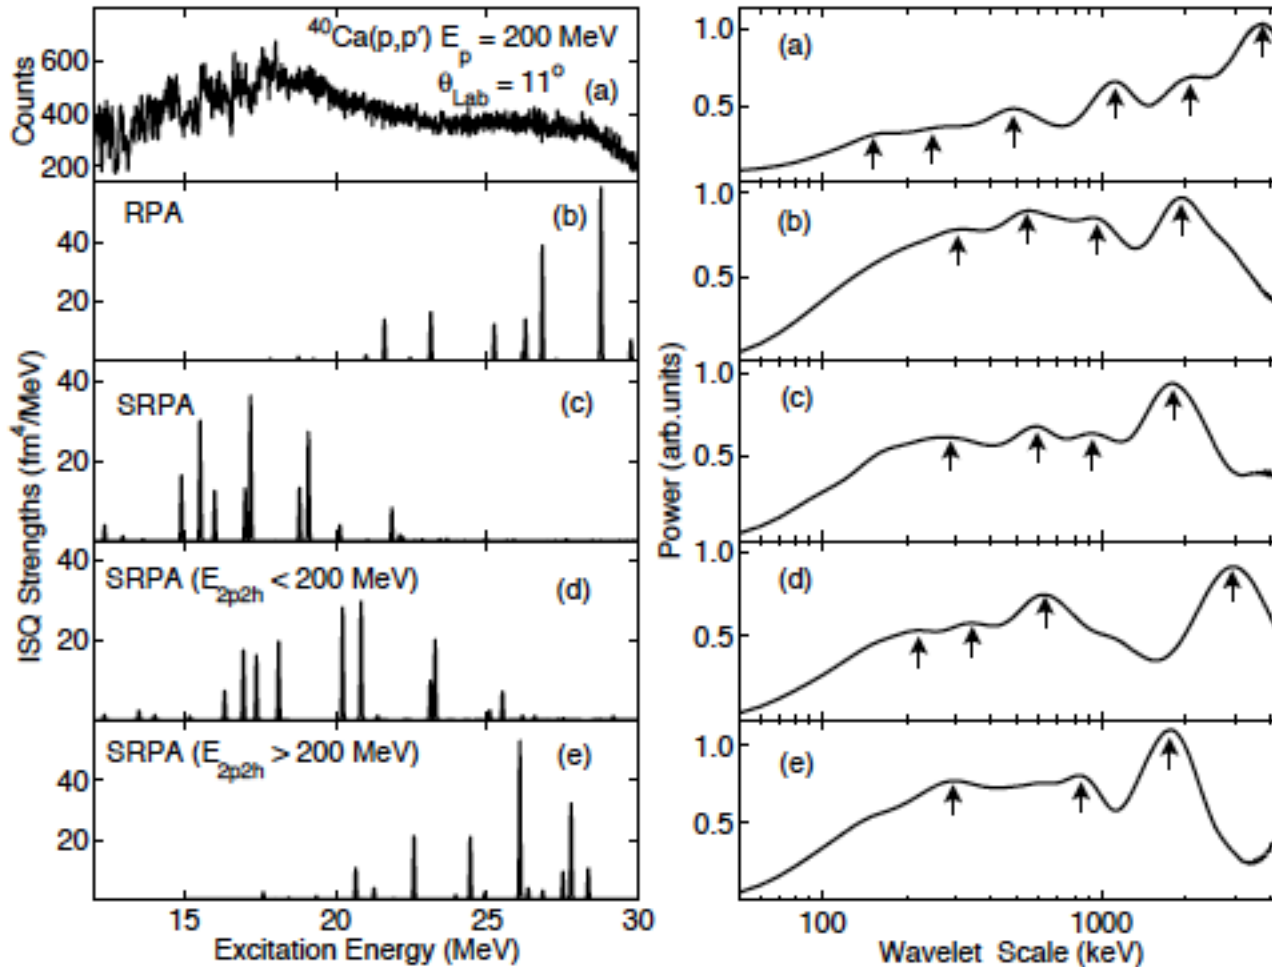 ⁴⁰Ca(p,p′) Eₚ = 200 MeV
θ_Lab = 11°
(a)
Counts
600
400
200
RPA
(b)
40
20
SRPA
(c)
40
20
SRPA (E_2p2h < 200 MeV)
(d)
40
20
SRPA (E_2p2h > 200 MeV)
(e)
40
20
ISQ Strengths (fm⁴/MeV)
15 20 25 30
Excitation Energy (MeV)
(a)
1.0
0.5
(b)
1.0
0.5
(c)
1.0
0.5
(d)
1.0
0.5
(e)
1.0
0.5
Power (arb.units)
100 1000
Wavelet Scale (keV)